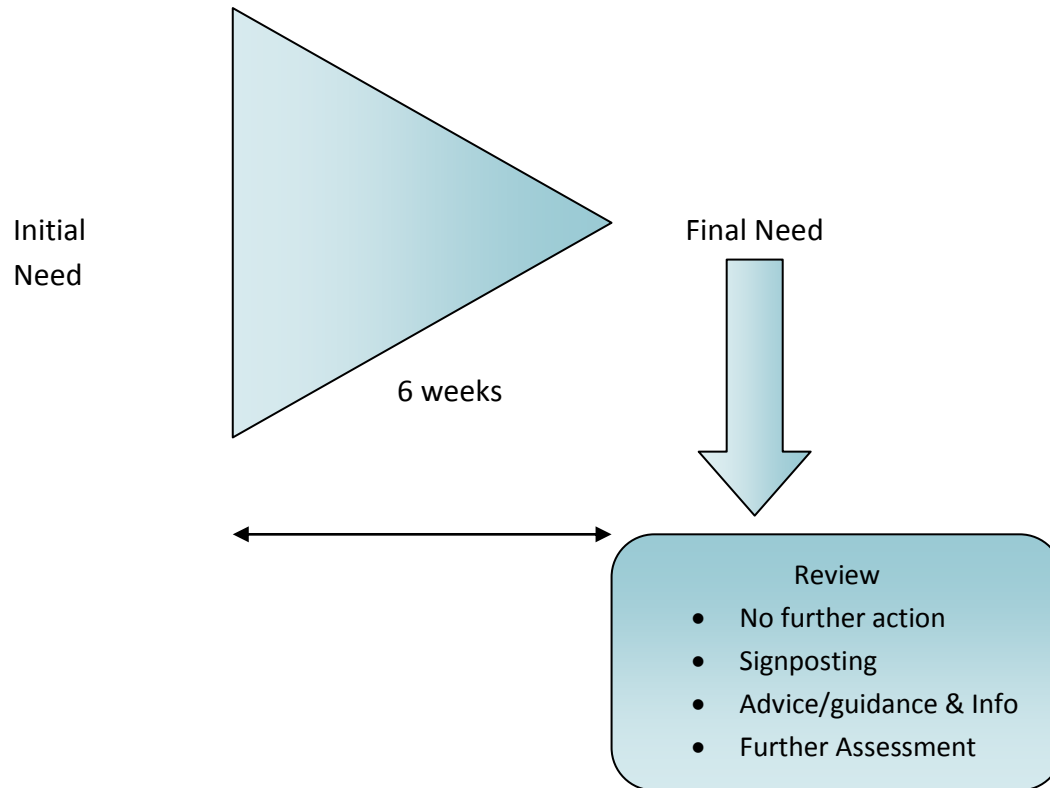 Initial
Need
Final Need
6 weeks
Review
• No further action
• Signposting
• Advice/guidance & Info
• Further Assessment